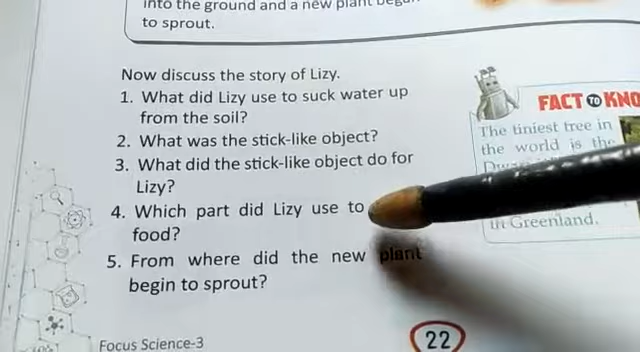 into the ground and a new plant began
to sprout.
Now discuss the story of Lizy.
1. What did Lizy use to suck water up
from the soil?
2. What was the stick-like object?
3. What did the stick-like object do for
Lizy?
4. Which part did Lizy use to
food?
5. From where did the new plant
begin to sprout?
FACT TO KNO
The tiniest tree in
the world is the
in Greenland.
Focus Science-3
22